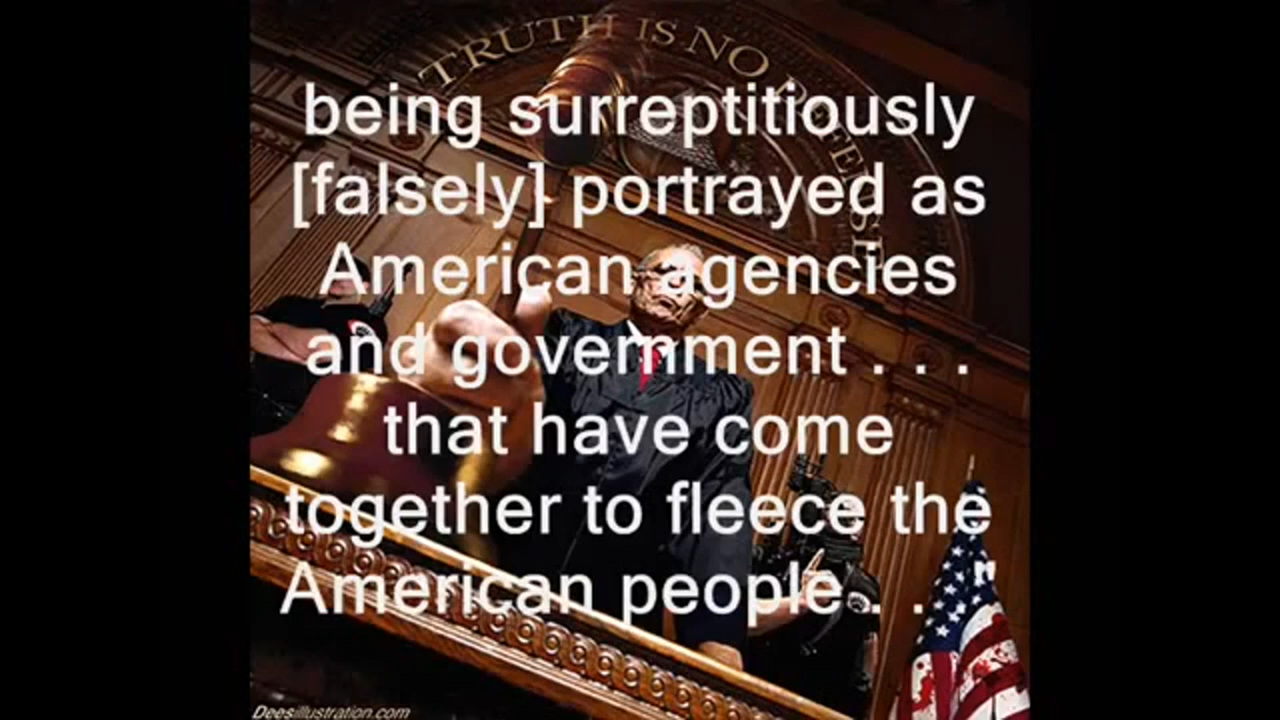 TRUTH IS NO DEFENSE
being surreptitiously
[falsely] portrayed as
American agencies
and government . . .
that have come
together to fleece the
American people . . ."
Deesillustration.com